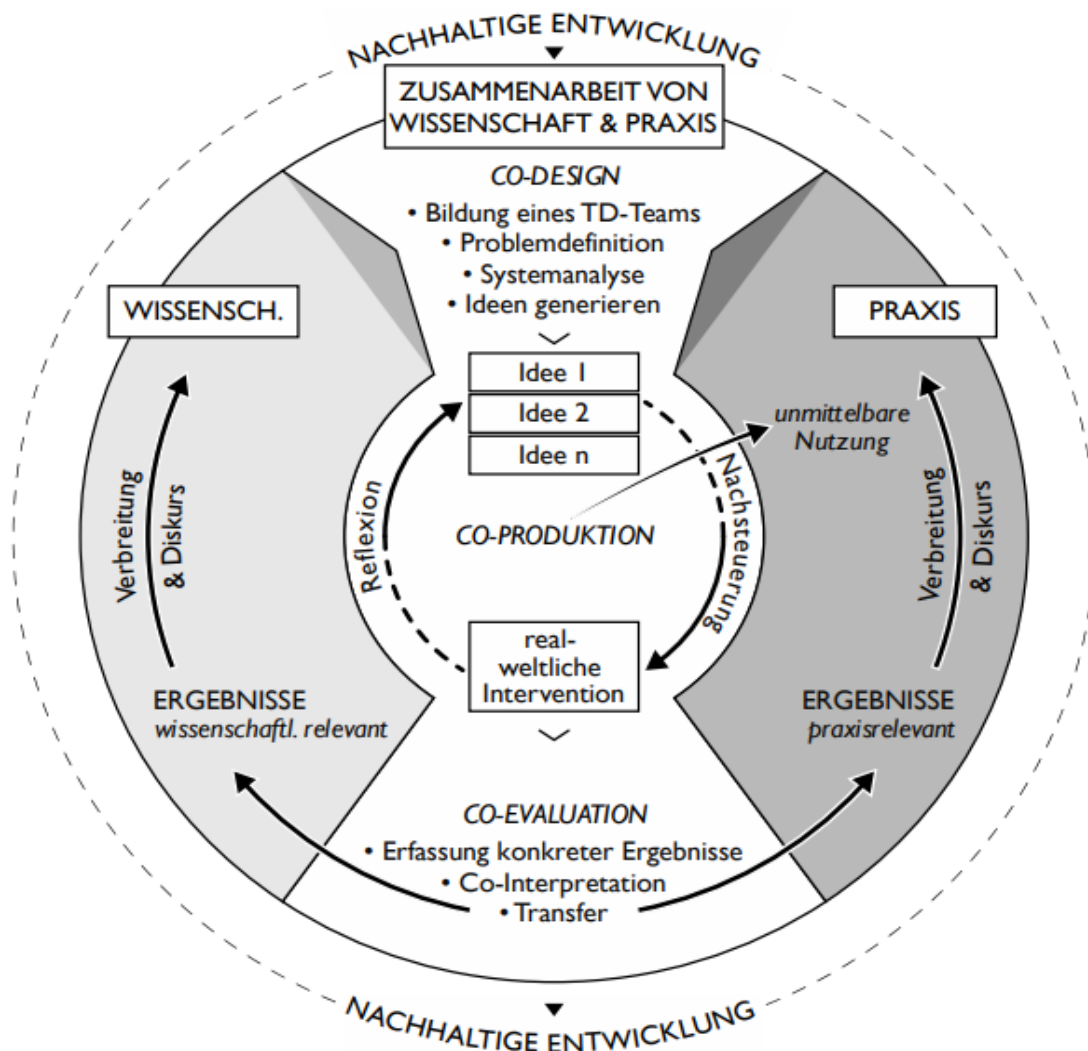 NACHHALTIGE ENTWICKLUNG
ZUSAMMENARBEIT VON
WISSENSCHAFT & PRAXIS
CO-DESIGN
• Bildung eines TD-Teams
• Problemdefinition
• Systemanalyse
• Ideen generieren
WISSENSCH.
PRAXIS
Idee 1
Idee 2
Idee n
unmittelbare
Nutzung
Verbreitung
& Diskurs
Reflexion
CO-PRODUKTION
Nachsteuerung
Verbreitung
& Diskurs
real-
weltliche
Intervention
ERGEBNISSE
wissenschaftl. relevant
ERGEBNISSE
praxisrelevant
CO-EVALUATION
• Erfassung konkreter Ergebnisse
• Co-Interpretation
• Transfer
NACHHALTIGE ENTWICKLUNG